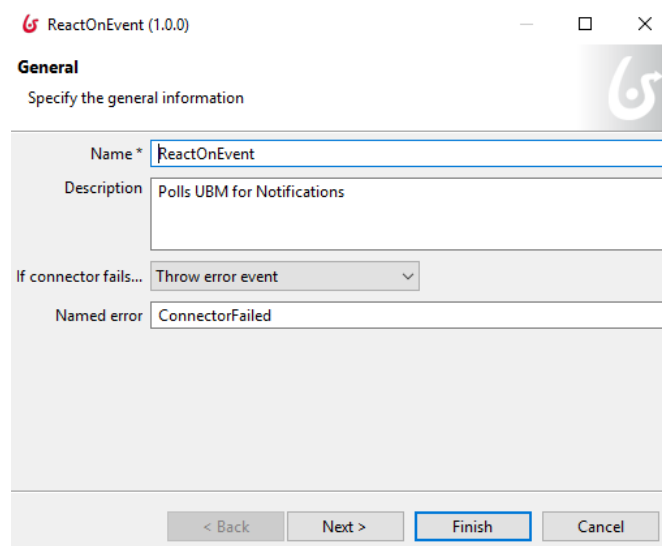 ReactOnEvent (1.0.0)
General
Specify the general information
Name * ReactOnEvent
Description Polls UBM for Notifications
If connector fails... Throw error event
Named error ConnectorFailed
< Back Next > Finish Cancel